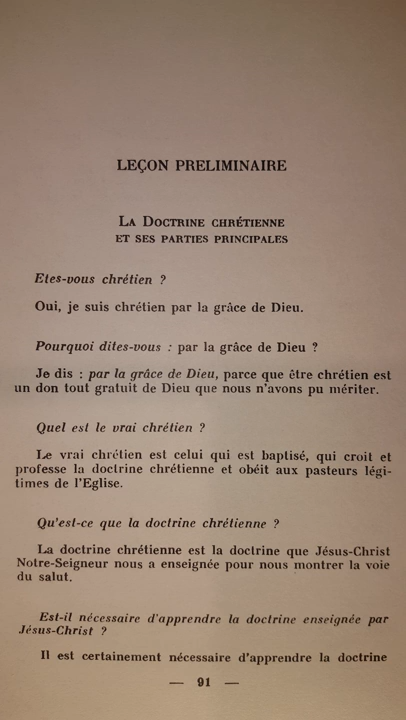 LEÇON PRELIMINAIRE
LA DOCTRINE CHRÉTIENNE
ET SES PARTIES PRINCIPALES
Etes-vous chrétien ?
Oui, je suis chrétien par la grâce de Dieu.
Pourquoi dites-vous : par la grâce de Dieu ?
Je dis : par la grâce de Dieu, parce que être chrétien est
un don tout gratuit de Dieu que nous n'avons pu mériter.
Quel est le vrai chrétien ?
Le vrai chrétien est celui qui est baptisé, qui croit et
professe la doctrine chrétienne et obéit aux pasteurs légi-
times de l'Eglise.
Qu'est-ce que la doctrine chrétienne ?
La doctrine chrétienne est la doctrine que Jésus-Christ
Notre-Seigneur nous a enseignée pour nous montrer la voie
du salut.
Est-il nécessaire d'apprendre la doctrine enseignée par
Jésus-Christ ?
Il est certainement nécessaire d'apprendre la doctrine
— 91 —